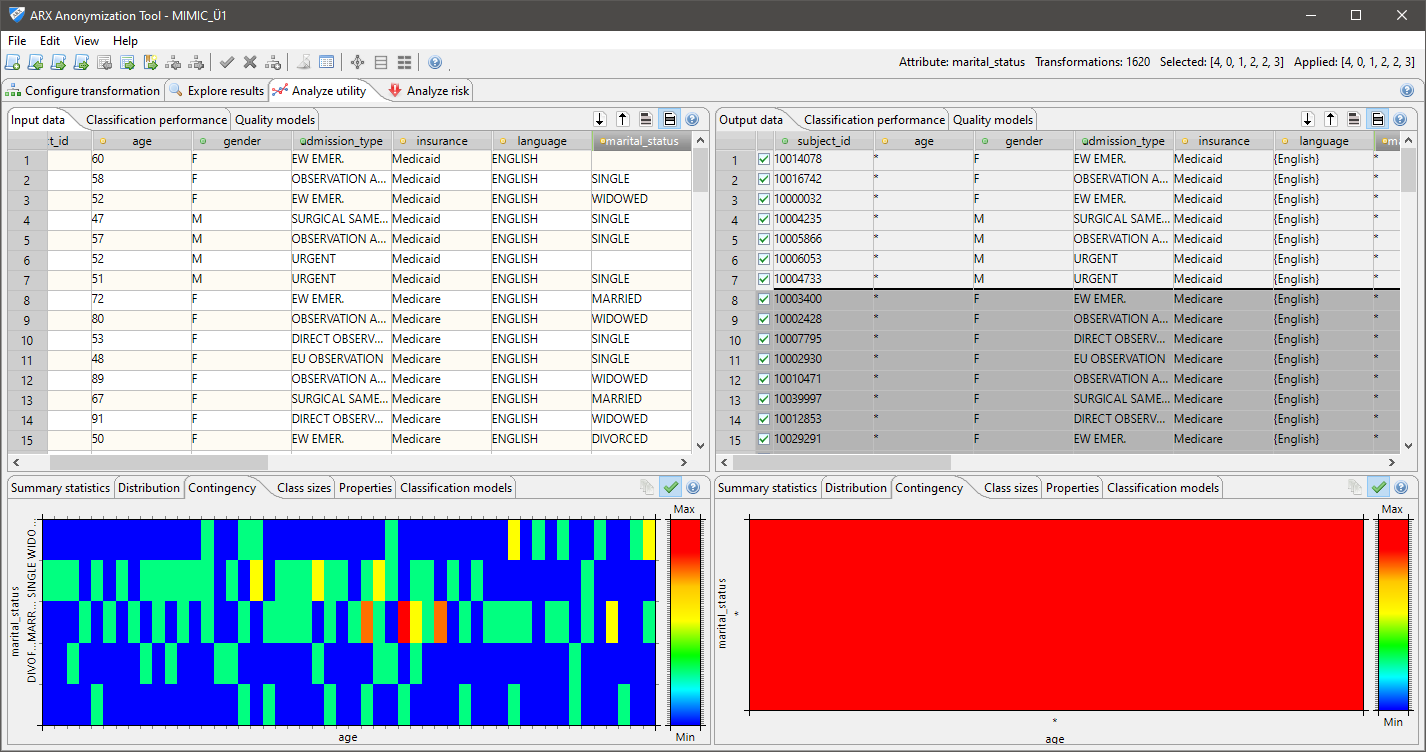 ARX Anonymization Tool - MIMIC_Ü1
File Edit View Help
Attribute: marital_status Transformations: 1620 Selected: [4, 0, 1, 2, 2, 3] Applied: [4, 0, 1, 2, 2, 3]
Configure transformation Explore results Analyze utility Analyze risk
Input data Classification performance Quality models
:t_id age gender admission_type insurance language marital_status
1 60 F EW EMER. Medicaid ENGLISH
2 58 F OBSERVATION A... Medicaid ENGLISH SINGLE
3 52 F EW EMER. Medicaid ENGLISH WIDOWED
4 47 M SURGICAL SAME... Medicaid ENGLISH SINGLE
5 57 M OBSERVATION A... Medicaid ENGLISH SINGLE
6 52 M URGENT Medicaid ENGLISH
7 51 M URGENT Medicaid ENGLISH SINGLE
8 72 F EW EMER. Medicare ENGLISH MARRIED
9 80 F OBSERVATION A... Medicare ENGLISH WIDOWED
10 53 F DIRECT OBSERV... Medicare ENGLISH SINGLE
11 48 F EU OBSERVATION Medicare ENGLISH SINGLE
12 89 F OBSERVATION A... Medicare ENGLISH WIDOWED
13 67 F SURGICAL SAME... Medicare ENGLISH MARRIED
14 91 F DIRECT OBSERV... Medicare ENGLISH WIDOWED
15 50 F EW EMER. Medicare ENGLISH DIVORCED
Output data Classification performance Quality models
subject_id age gender dmission_type insurance language ma
1 10014078 * F EW EMER. Medicaid {English} *
2 10016742 * F OBSERVATION A... Medicaid {English} *
3 10000032 * F EW EMER. Medicaid {English} *
4 10004235 * M SURGICAL SAME... Medicaid {English} *
5 10005866 * M OBSERVATION A... Medicaid {English} *
6 10006053 * M URGENT Medicaid {English} *
7 10004733 * M URGENT Medicaid {English} *
8 10003400 * F EW EMER. Medicare {English} *
9 10002428 * F OBSERVATION A... Medicare {English} *
10 10007795 * F DIRECT OBSERV... Medicare {English} *
11 10002930 * F EU OBSERVATION Medicare {English} *
12 10010471 * F OBSERVATION A... Medicare {English} *
13 10039997 * F SURGICAL SAME... Medicare {English} *
14 10012853 * F DIRECT OBSERV... Medicare {English} *
15 10029291 * F EW EMER. Medicare {English} *
Summary statistics Distribution Contingency Class sizes Properties Classification models
marital_status
DIVOF... MARR... SINGLE WIDO...
age
Max
Min
Summary statistics Distribution Contingency Class sizes Properties Classification models
marital_status
*
*
age
Max
Min